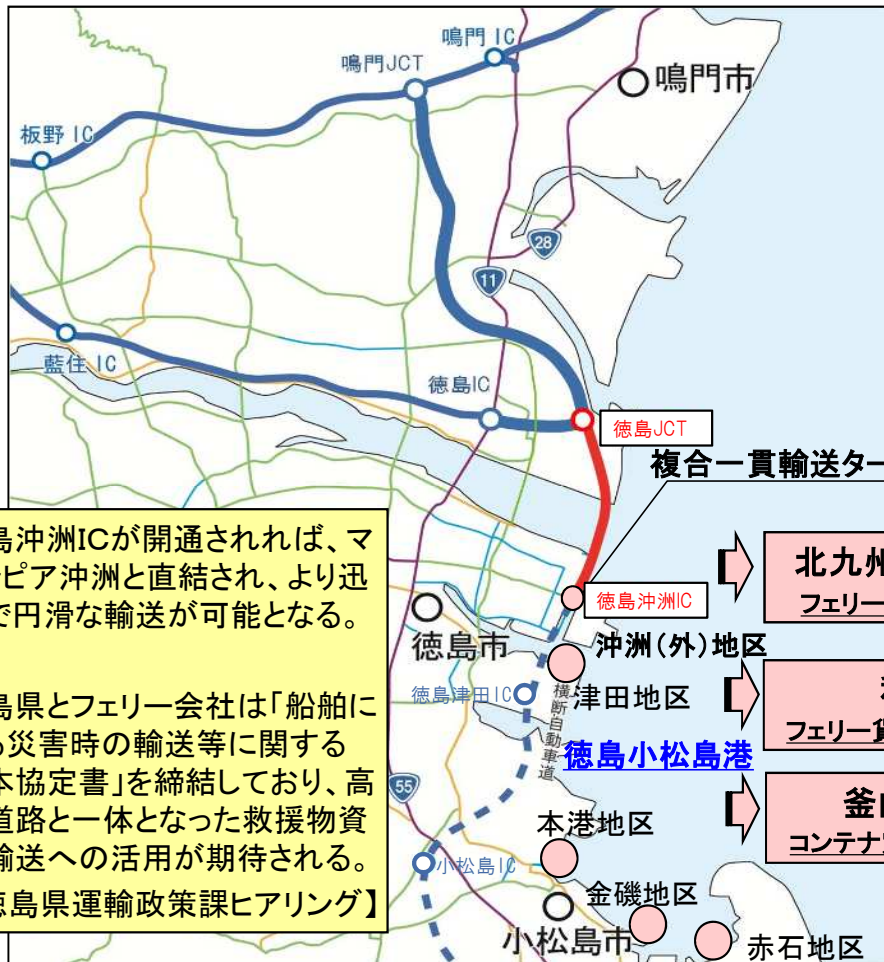 鳴門 IC
鳴門JCT
鳴門市
板野 IC
28
11
藍住 IC
徳島IC
徳島JCT
複合一貫輸送ター
島沖洲ICが開通されれば、マ
ピア沖洲と直結され、より迅
で円滑な輸送が可能となる。
島県とフェリー会社は「船舶に
る災害時の輸送等に関する
本協定書」を締結しており、高
道路と一体となった救援物資
輸送への活用が期待される。
徳島県運輸政策課ヒアリング】
北九州
フェリー
徳島沖洲IC
徳島市
沖洲(外)地区
徳島津田IC
津田地区
横断自動車道
フェリー貨
徳島小松島港
55
釜山
コンテナ
本港地区
小松島IC
金磯地区
小松島市
赤石地区